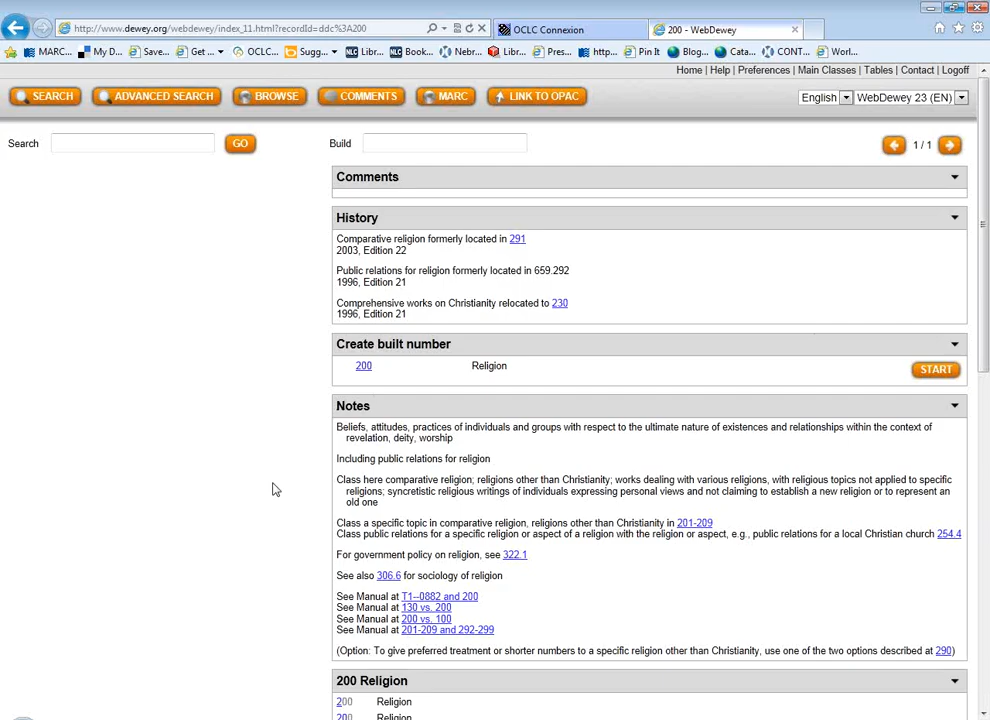 http://www.dewey.org/webdewey/index_11.html?recordId=ddc%3A200
OCLC Connexion
200 - WebDewey
MARC...
My D...
Save...
Get ...
OCLC...
Sugg...
NLG Libr...
NLC Book...
Nebr...
Libr...
Pres...
http...
Pin It
Blog...
Cata...
CONT...
Worl...
Home | Help | Preferences | Main Classes | Tables | Contact | Logoff
SEARCH
ADVANCED SEARCH
BROWSE
COMMENTS
MARC
LINK TO OPAC
English
WebDewey 23 (EN)
Search
GO
Build
1 / 1
Comments
History
Comparative religion formerly located in 291
2003, Edition 22
Public relations for religion formerly located in 659.292
1996, Edition 21
Comprehensive works on Christianity relocated to 230
1996, Edition 21
Create built number
200 Religion
START
Notes
Beliefs, attitudes, practices of individuals and groups with respect to the ultimate nature of existences and relationships within the context of
revelation, deity, worship
Including public relations for religion
Class here comparative religion; religions other than Christianity; works dealing with various religions, with religious topics not applied to specific
religions; syncretistic religious writings of individuals expressing personal views and not claiming to establish a new religion or to represent an
old one
Class a specific topic in comparative religion, religions other than Christianity in 201-209
Class public relations for a specific religion or aspect of a religion with the religion or aspect, e.g., public relations for a local Christian church 254.4
For government policy on religion, see 322.1
See also 306.6 for sociology of religion
See Manual at T1--0882 and 200
See Manual at 130 vs. 200
See Manual at 200 vs. 100
See Manual at 201-209 and 292-299
(Option: To give preferred treatment or shorter numbers to a specific religion other than Christianity, use one of the two options described at 290)
200 Religion
200 Religion
200 Religion